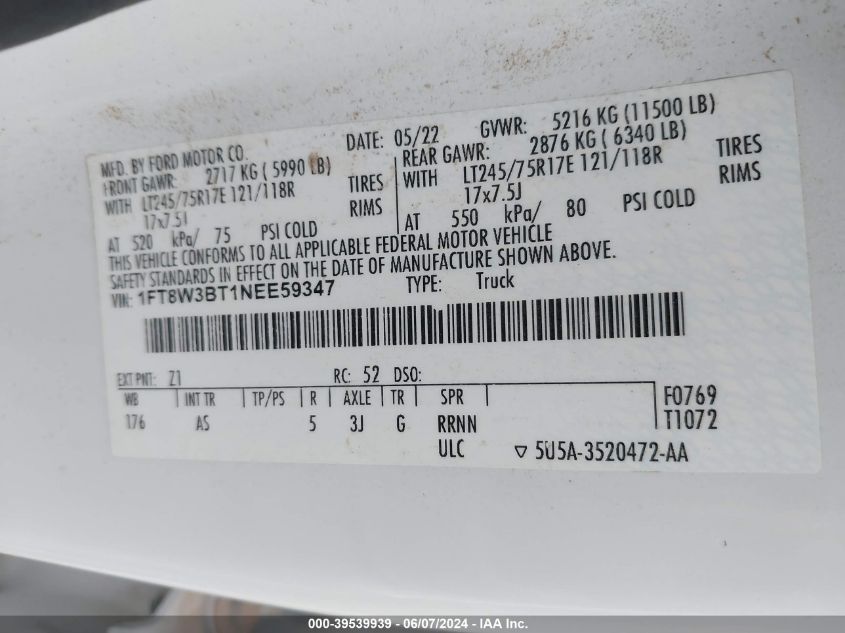 MFD. BY FORD MOTOR CO.
DATE: 05/22 GVWR: 5216 KG (11500 LB)
FRONT GAWR: 2717 KG ( 5990 LB)
REAR GAWR: 2876 KG ( 6340 LB)
WITH LT245/75R17E 121/118R TIRES
WITH LT245/75R17E 121/118R TIRES
17x7.5J RIMS
17x7.5J RIMS
AT 520 kPa/ 75 PSI COLD
AT 550 kPa/ 80 PSI COLD
THIS VEHICLE CONFORMS TO ALL APPLICABLE FEDERAL MOTOR VEHICLE
SAFETY STANDARDS IN EFFECT ON THE DATE OF MANUFACTURE SHOWN ABOVE.
VIN: 1FT8W3BT1NEE59347 TYPE: Truck
EXT PNT: Z1 RC: 52 DSO:
WB INT TR TP/PS R AXLE TR SPR F0769
176 AS 5 3J G RRNN T1072
ULC ▽ 5U5A-3520472-AA
000-39539939 - 06/07/2024 - IAA Inc.